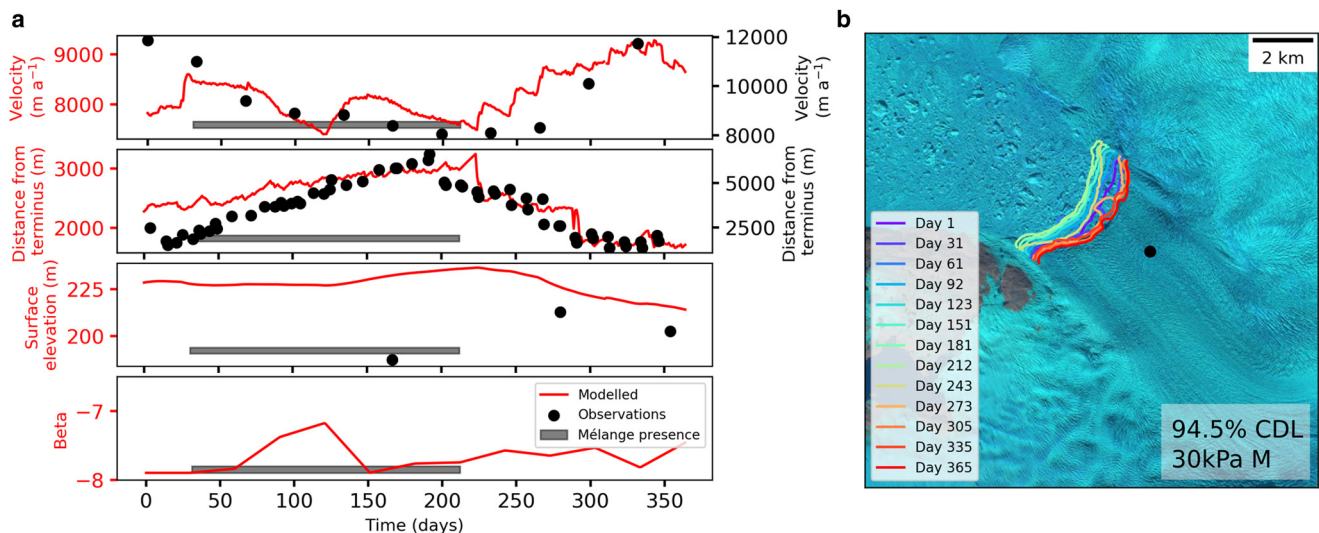 a
9000
8000
Velocity
(m a⁻¹)
12000
10000
8000
Velocity
(m a⁻¹)
3000
2000
Distance from
terminus (m)
5000
2500
Distance from
terminus (m)
225
200
Surface
elevation (m)
-7
-8
Beta
Modelled
Observations
Mélange presence
0
50
100
150
200
250
300
350
Time (days)
b
2 km
Day 1
Day 31
Day 61
Day 92
Day 123
Day 151
Day 181
Day 212
Day 243
Day 273
Day 305
Day 335
Day 365
94.5% CDL
30kPa M